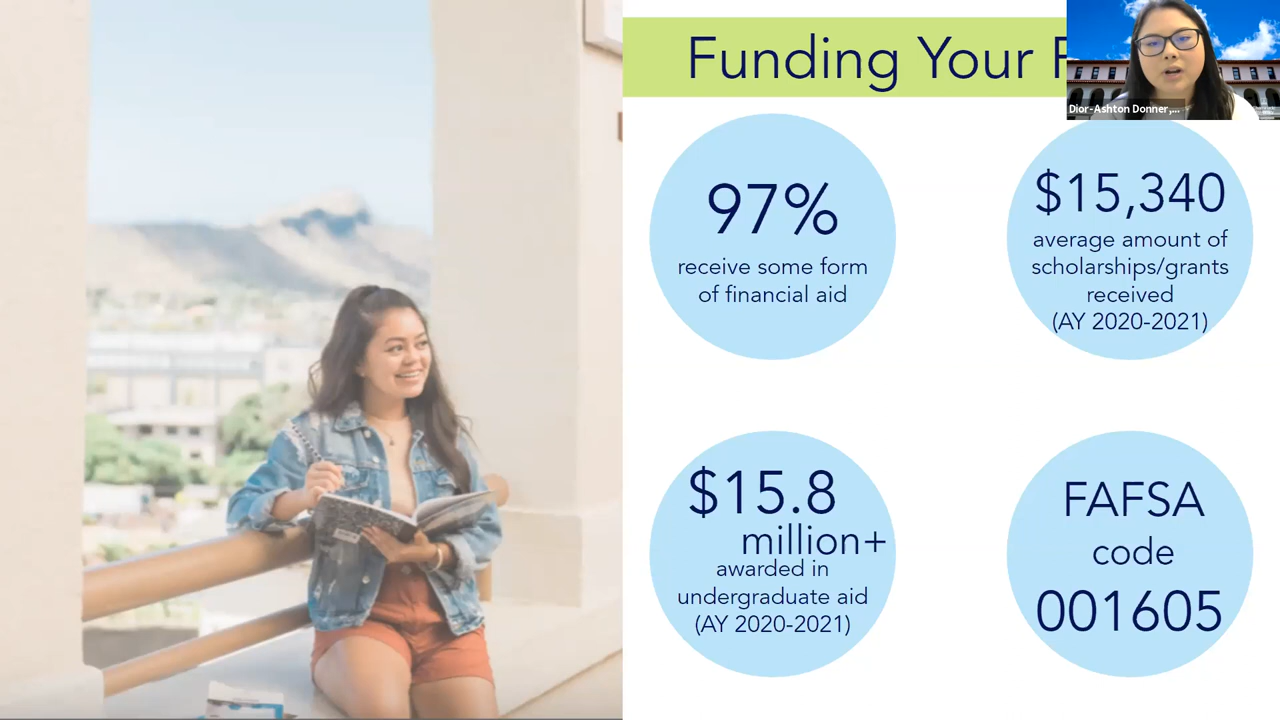 Funding Your F
Dior-Ashton Donner,...
97%
receive some form
of financial aid
$15,340
average amount of
scholarships/grants
received
(AY 2020-2021)
$15.8
million+
awarded in
undergraduate aid
(AY 2020-2021)
FAFSA
code
001605